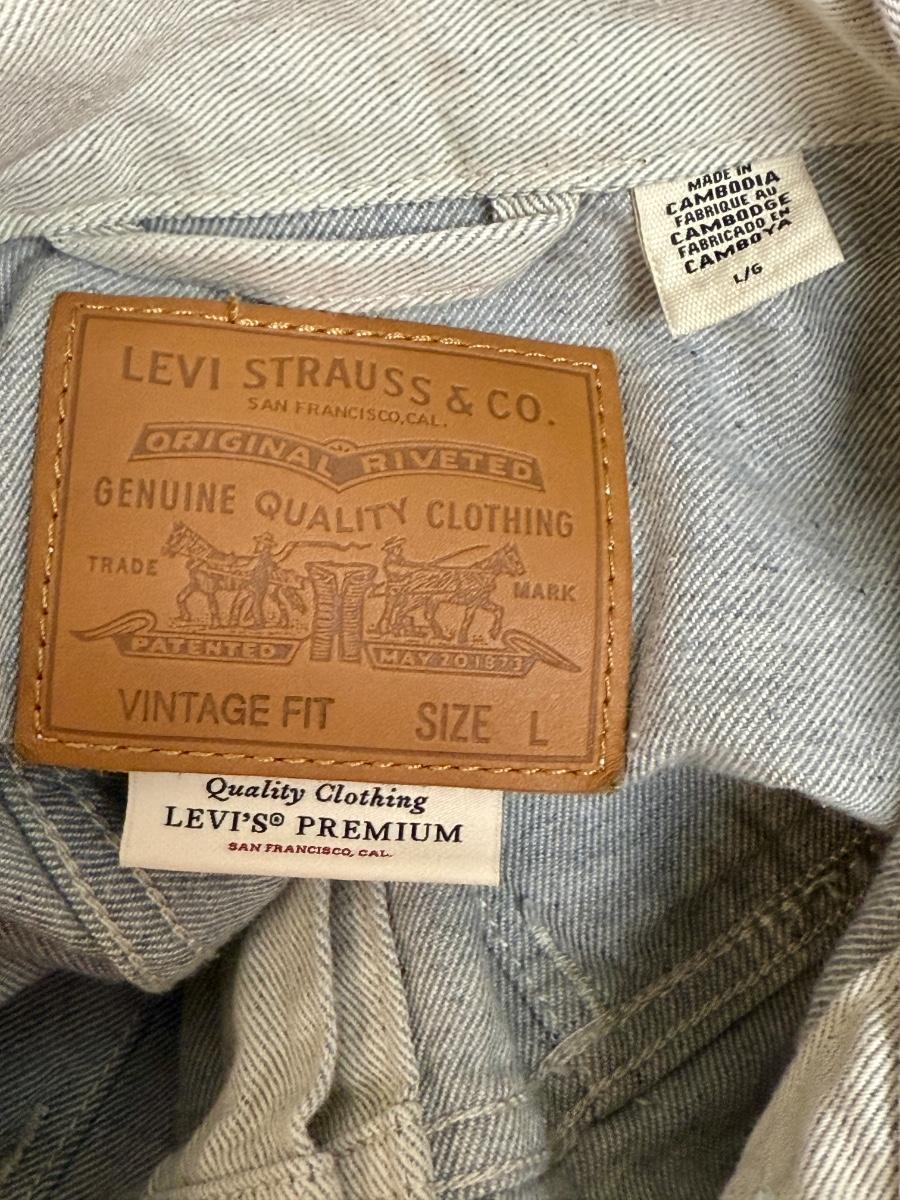 MADE IN
CAMBODIA
FABRIQUE AU
CAMBODGE
FABRICADO EN
CAMBOYA
L/G
LEVI STRAUSS & CO.
SAN FRANCISCO, CAL.
ORIGINAL RIVETED
GENUINE QUALITY CLOTHING
TRADE MARK
PATENTED MAY 20 1873
VINTAGE FIT SIZE L
Quality Clothing
LEVI'S® PREMIUM
SAN FRANCISCO, CAL.